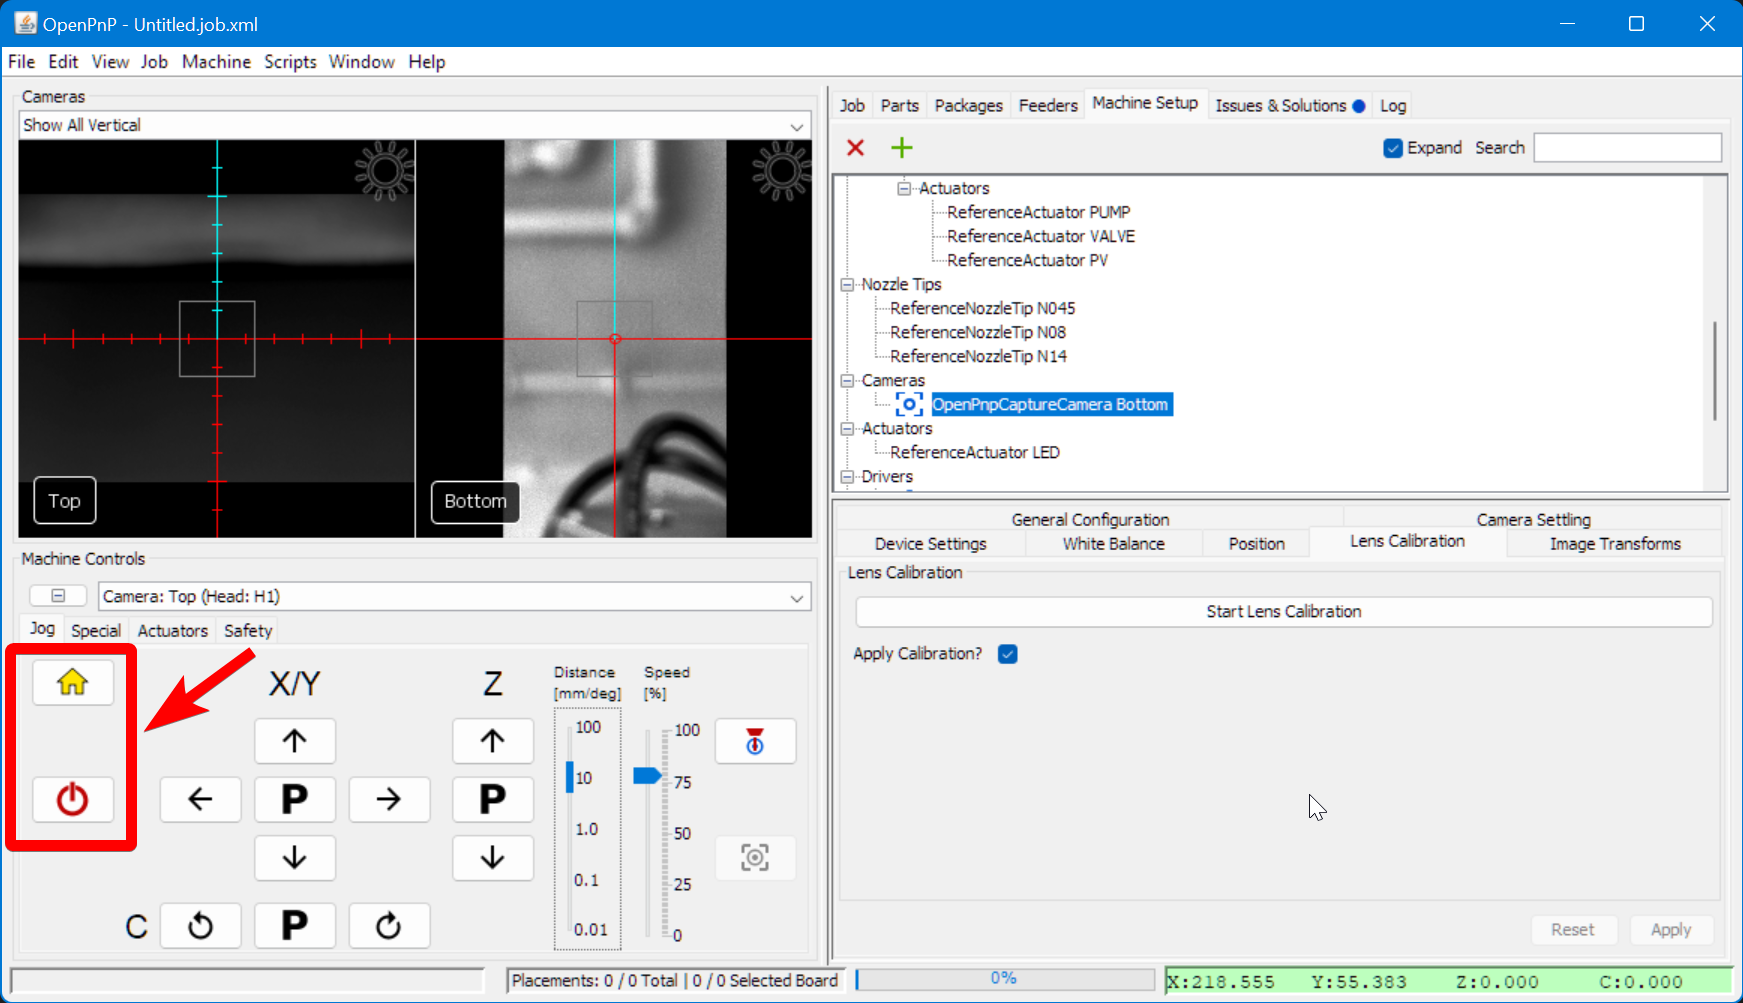 OpenPnP - Untitled.job.xml
File Edit View Job Machine Scripts Window Help
Cameras
Show All Vertical
Top
Bottom
Machine Controls
Camera: Top (Head: H1)
Jog Special Actuators Safety
X/Y
Z
Distance
[mm/deg]
Speed
[%]
100
10
1.0
0.1
0.01
100
75
50
25
0
P
P
C
P
Job Parts Packages Feeders Machine Setup Issues & Solutions Log
Expand Search
Actuators
ReferenceActuator PUMP
ReferenceActuator VALVE
ReferenceActuator PV
Nozzle Tips
ReferenceNozzleTip N045
ReferenceNozzleTip N08
ReferenceNozzleTip N14
Cameras
OpenPnpCaptureCamera Bottom
Actuators
ReferenceActuator LED
Drivers
General Configuration Camera Settling
Device Settings White Balance Position Lens Calibration Image Transforms
Lens Calibration
Start Lens Calibration
Apply Calibration?
Reset Apply
Placements: 0 / 0 Total | 0 / 0 Selected Board
0%
X:218.555 Y:55.383 Z:0.000 C:0.000